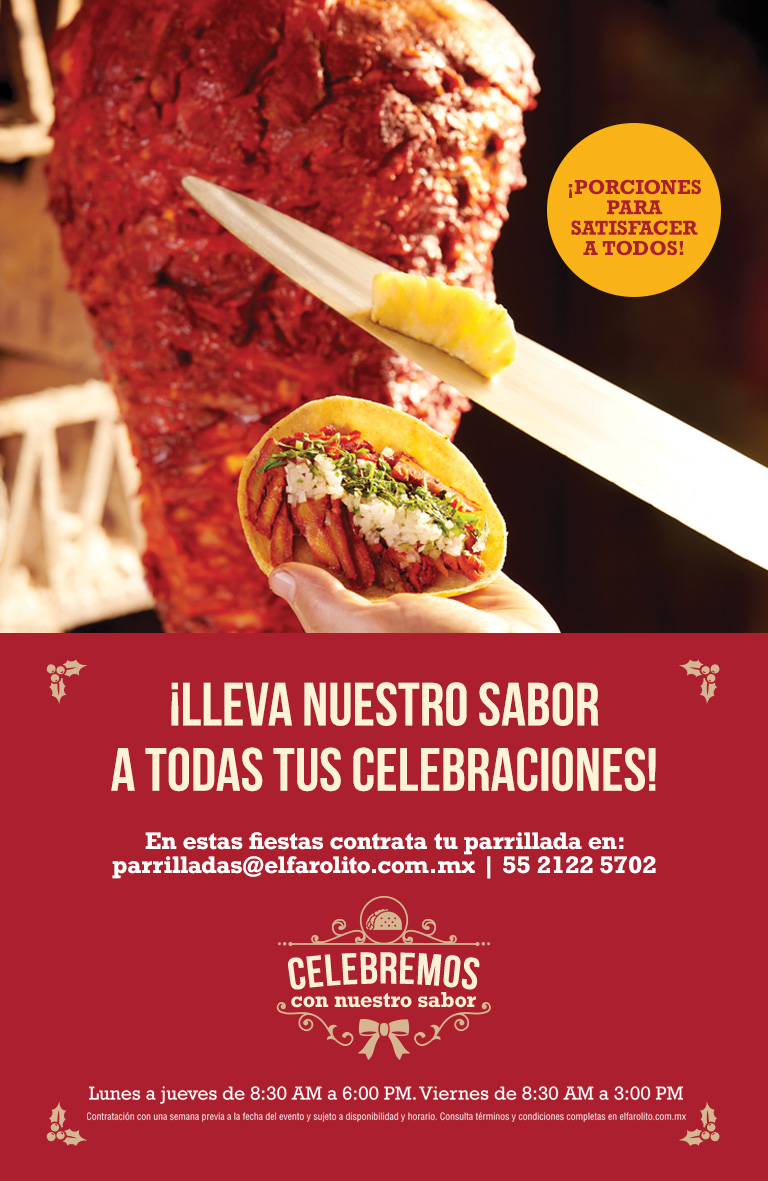 ¡PORCIONES
PARA
SATISFACER
A TODOS!
¡LLEVA NUESTRO SABOR
A TODAS TUS CELEBRACIONES!
En estas fiestas contrata tu parrillada en:
parrilladas@elfarolito.com.mx | 55 2122 5702
CELEBREMOS
con nuestro sabor
Lunes a jueves de 8:30 AM a 6:00 PM. Viernes de 8:30 AM a 3:00 PM
Contratación con una semana previa a la fecha del evento y sujeto a disponibilidad y horario. Consulta términos y condiciones completas en elfarolito.com.mx